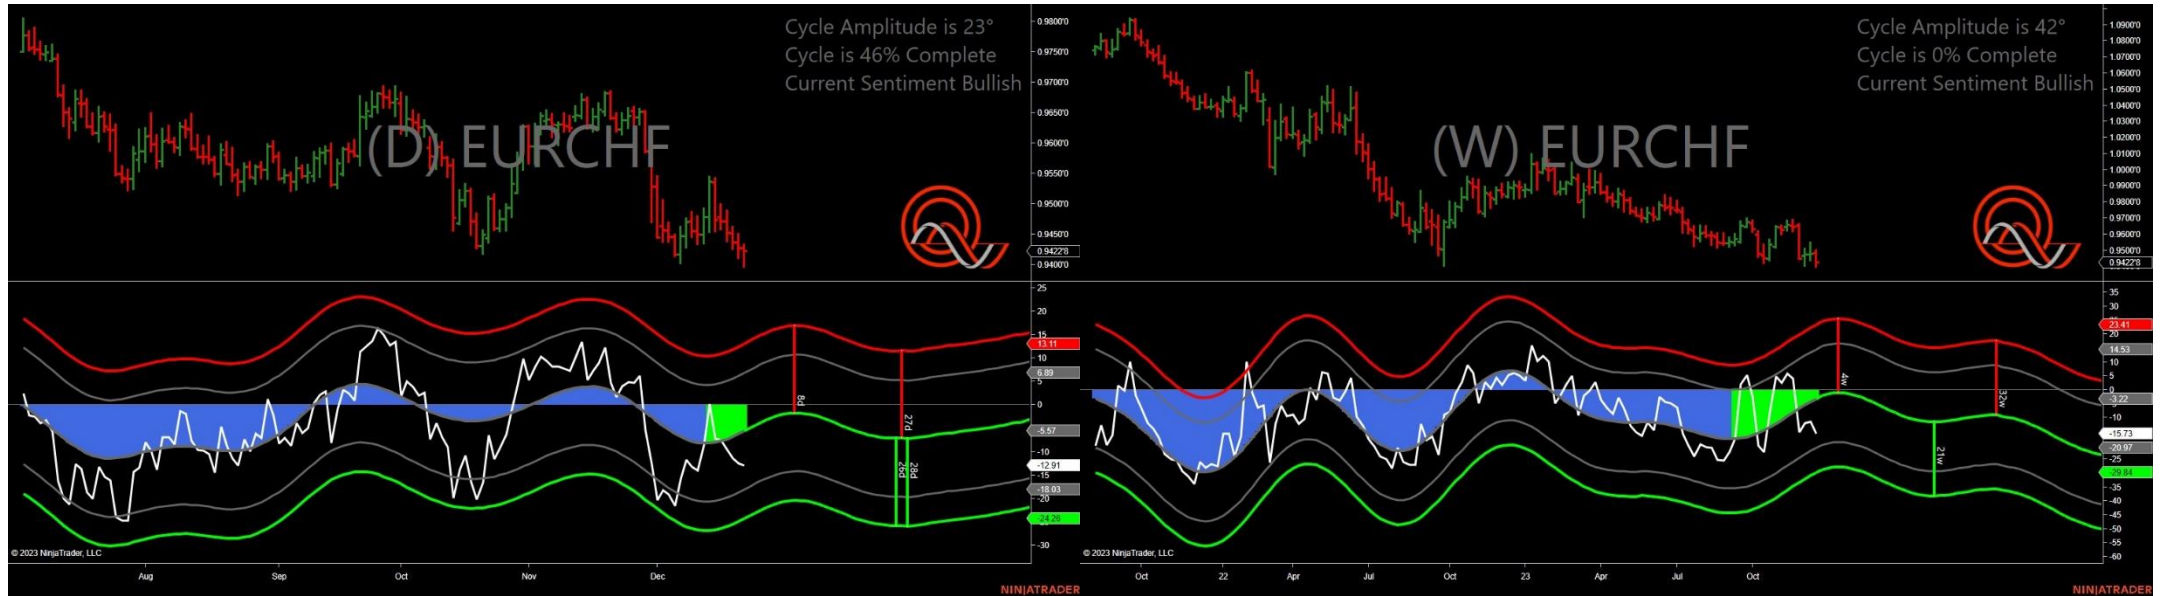 Cycle Amplitude is 23°
Cycle is 46% Complete
Current Sentiment Bullish
(D) EURCHF
0.9800'0
0.9750'0
0.9700'0
0.9650'0
0.9600'0
0.9550'0
0.9500'0
0.9450'0
0.9422'8
0.9400'0
25
20
15
13.11
10
6.89
5
0
-5.57
-10
-12.91
-15
-18.03
-20
-24.26
-30
8d
27d
26d
28d
© 2023 NinjaTrader, LLC
Aug
Sep
Oct
Nov
Dec
NINJATRADER
Cycle Amplitude is 42°
Cycle is 0% Complete
Current Sentiment Bullish
(W) EURCHF
1.0900'0
1.0800'0
1.0700'0
1.0600'0
1.0500'0
1.0400'0
1.0300'0
1.0200'0
1.0100'0
1.0000'0
0.9900'0
0.9800'0
0.9700'0
0.9600'0
0.9500'0
0.9422'8
35
30
23.41
20
14.53
10
5
0
-3.22
-10
-15.73
-20.97
-25
-29.84
-35
-40
-45
-50
-55
-60
4w
32w
21w
© 2023 NinjaTrader, LLC
Oct
22
Apr
Jul
Oct
23
Apr
Jul
Oct
NINJATRADER